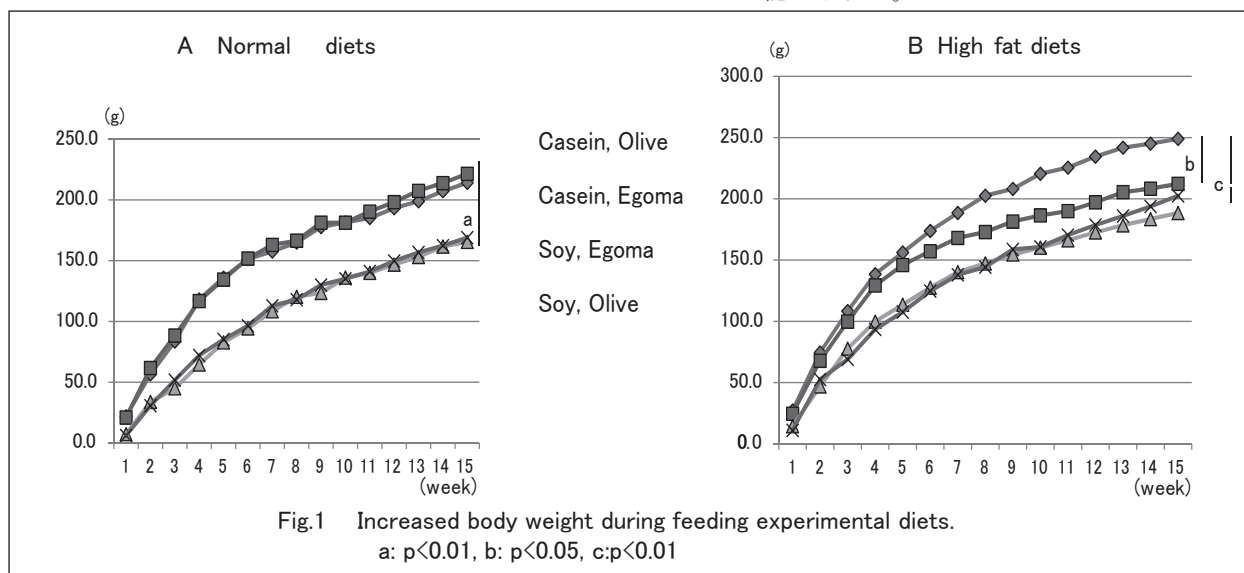 A Normal diets
(g)
250.0
200.0
150.0
100.0
50.0
0.0
a
1 2 3 4 5 6 7 8 9 10 11 12 13 14 15
(week)
Casein, Olive
Casein, Egoma
Soy, Egoma
Soy, Olive
B High fat diets
(g)
300.0
250.0
200.0
150.0
100.0
50.0
0.0
b
c
1 2 3 4 5 6 7 8 9 10 11 12 13 14 15
(week)
Fig.1 Increased body weight during feeding experimental diets.
a: p<0.01, b: p<0.05, c:p<0.01